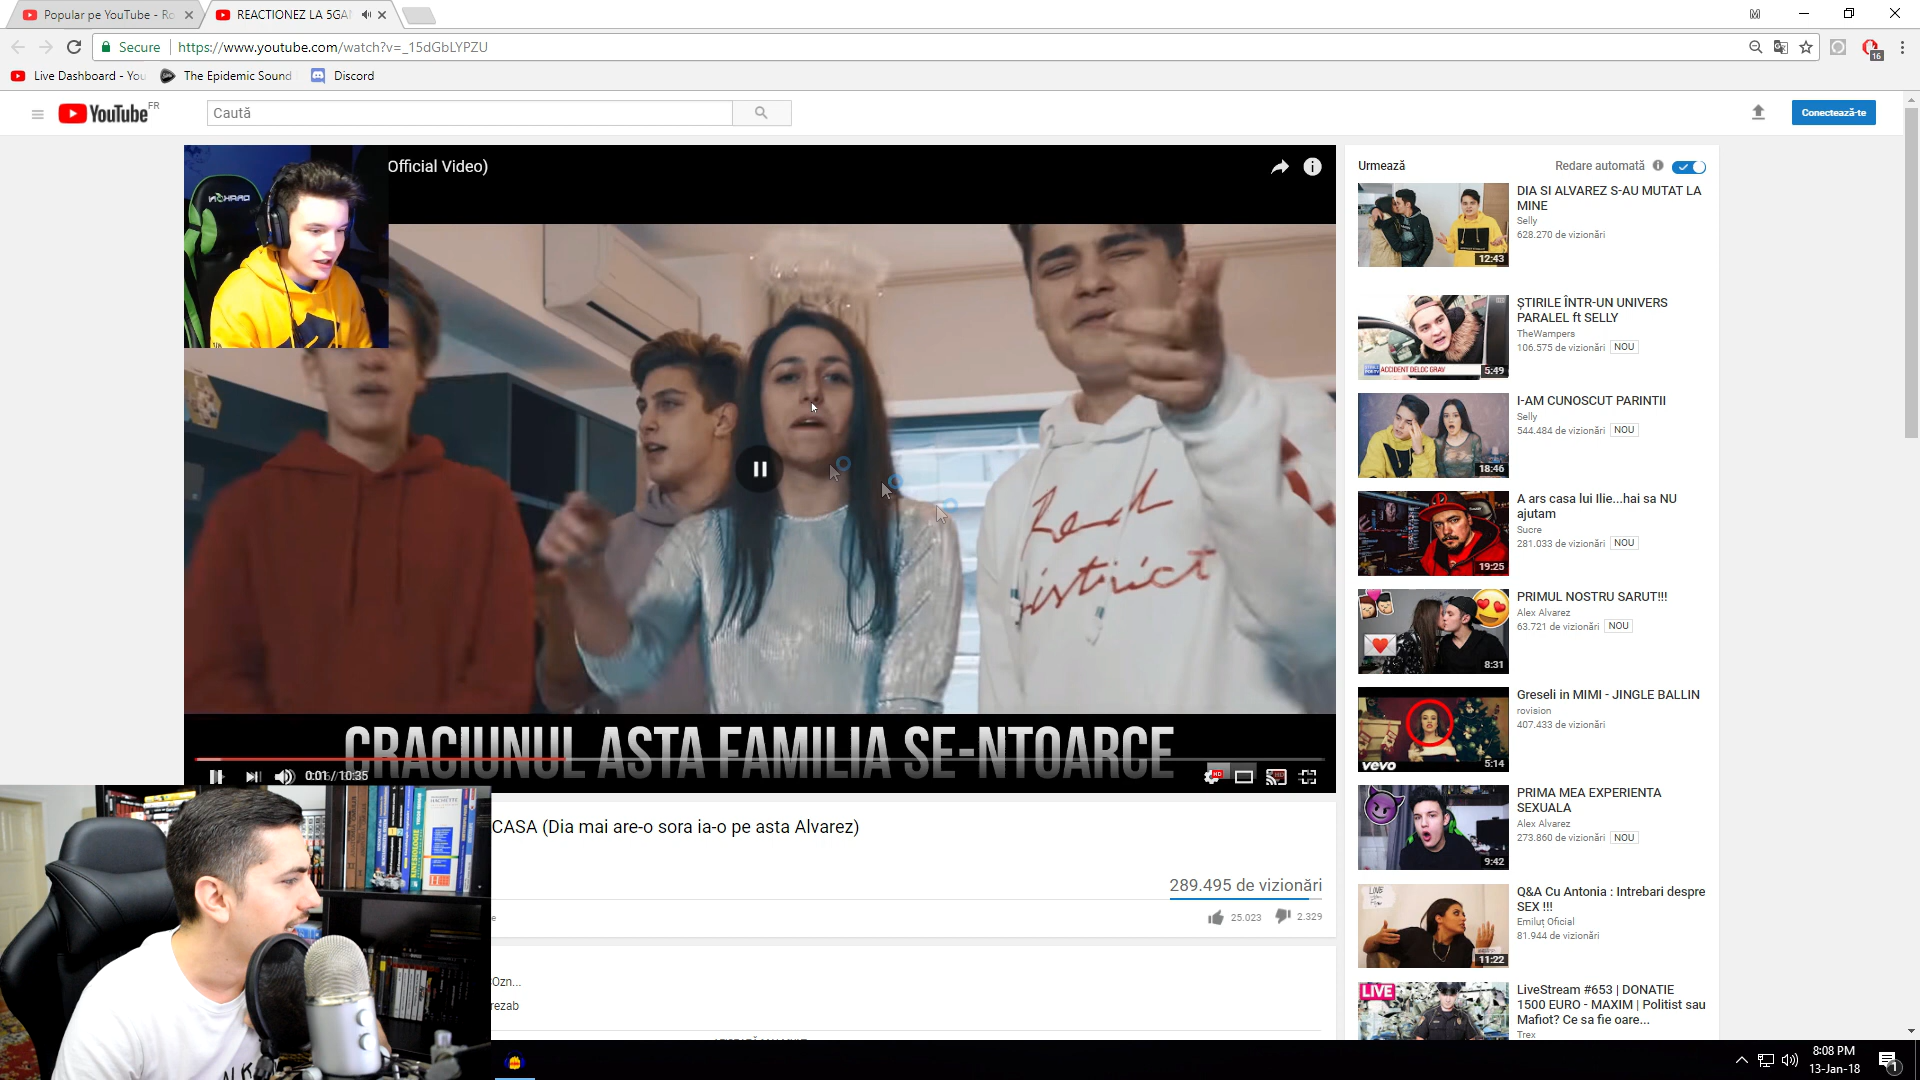 Popular pe YouTube - Ro
REACTIONEZ LA 5GA
Secure
https://www.youtube.com/watch?v=_15dGbLYPZU
16
Live Dashboard - You
The Epidemic Sound
Discord
YouTube FR
Caută
Conectează-te
Official Video)
Urmează
Redare automată
DIA SI ALVAREZ S-AU MUTAT LA
MINE
Selly
628.270 de vizionări
12:43
ȘTIRILE ÎNTR-UN UNIVERS
PARALEL ft SELLY
TheWampers
106.575 de vizionări NOU
ACCIDENT DELOC GRAV
5:49
I-AM CUNOSCUT PARINTII
Selly
544.484 de vizionări NOU
18:46
A ars casa lui Ilie...hai sa NU
ajutam
Sucre
281.033 de vizionări NOU
19:25
PRIMUL NOSTRU SARUT!!!
Alex Alvarez
63.721 de vizionări NOU
8:31
Greseli in MIMI - JINGLE BALLIN
rovision
407.433 de vizionări
vevo
5:14
PRIMA MEA EXPERIENTA
SEXUALA
Alex Alvarez
273.860 de vizionări NOU
9:42
Q&A Cu Antonia : Intrebari despre
SEX !!!
Emiluț Oficial
81.944 de vizionări
11:22
LIVE
LiveStream #653 | DONATIE
1500 EURO - MAXIM | Politist sau
Mafiot? Ce sa fie oare...
Trex
CRACIUNUL ASTA FAMILIA SE-NTOARCE
0:01 / 10:35
HD
CASA (Dia mai are-o sora ia-o pe asta Alvarez)
289.495 de vizionări
e
25.023
2.329
Ozn...
rezab
8:08 PM
13-Jan-18
1